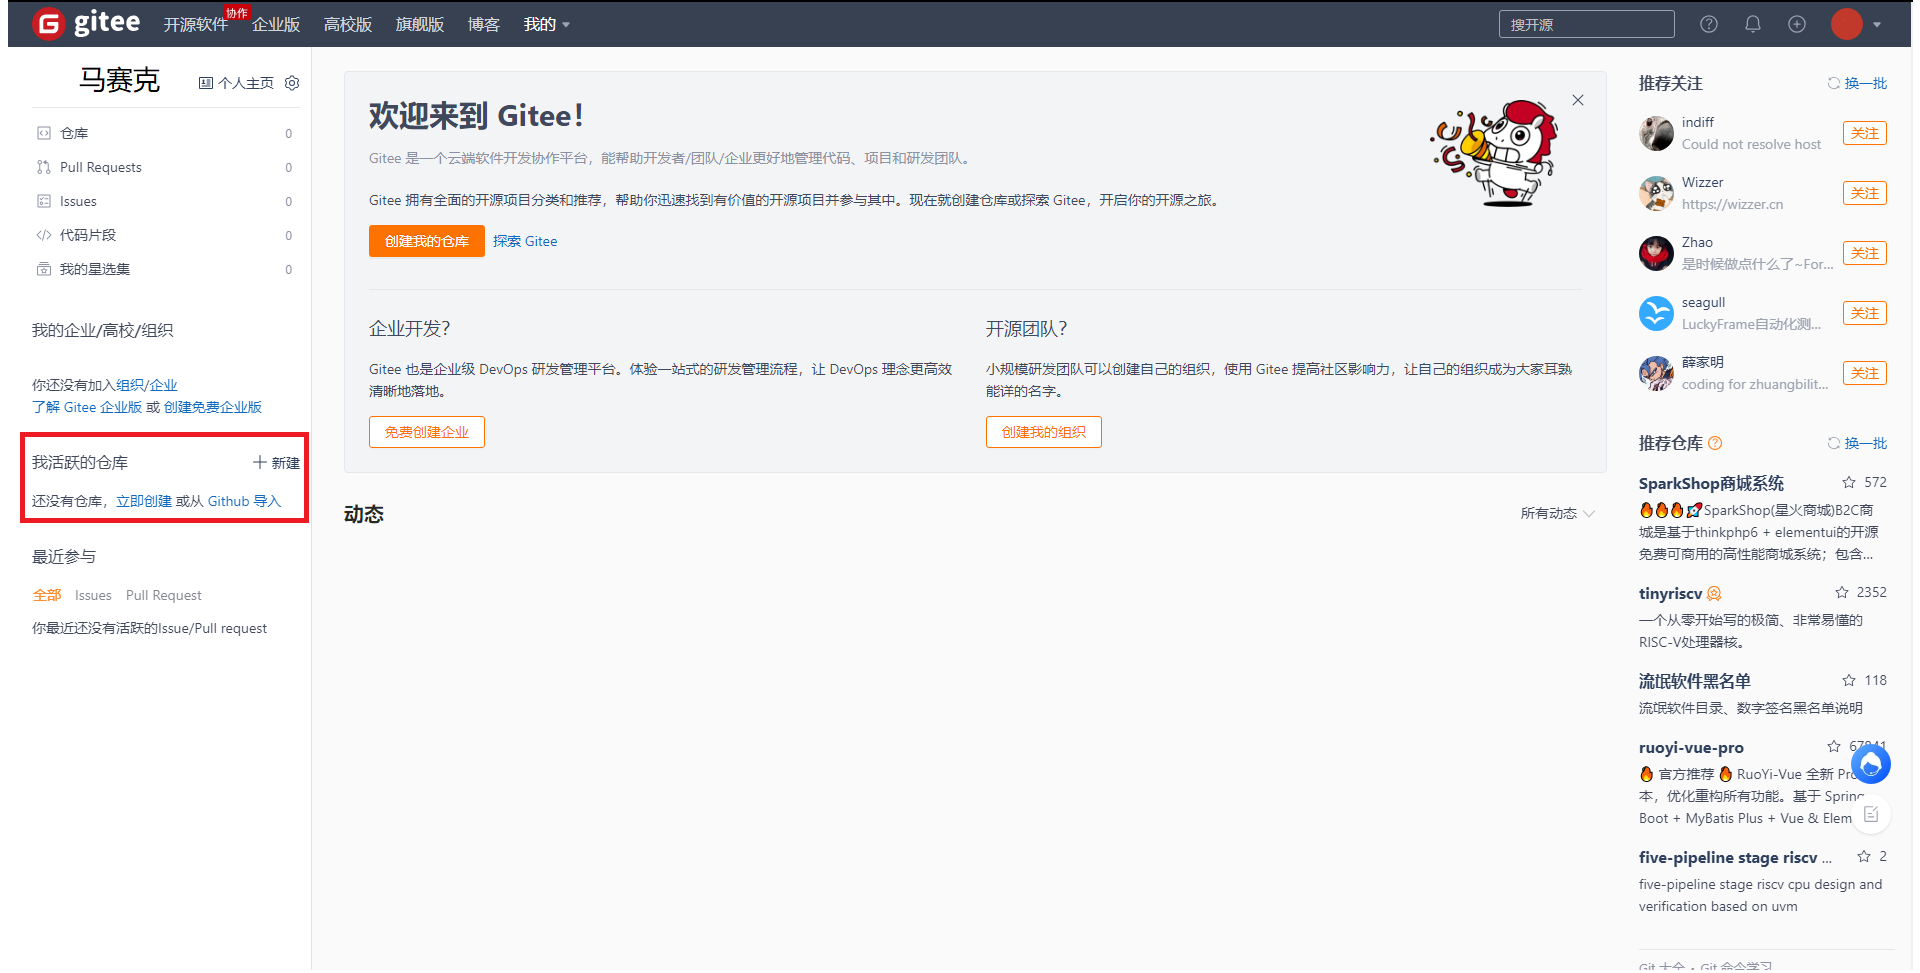 gitee 开源软件 协作 企业版 高校版 旗舰版 博客 我的 搜开源
马赛克 个人主页
仓库 0
Pull Requests 0
Issues 0
代码片段 0
我的星选集 0
我的企业/高校/组织
你还没有加入组织/企业
了解 Gitee 企业版 或 创建免费企业版
我活跃的仓库 新建
还没有仓库，立即创建 或从 Github 导入
最近参与
全部 Issues Pull Request
你最近还没有活跃的Issue/Pull request
欢迎来到 Gitee！
Gitee 是一个云端软件开发协作平台，能帮助开发者/团队/企业更好地管理代码、项目和研发团队。
Gitee 拥有全面的开源项目分类和推荐，帮助你迅速找到有价值的开源项目并参与其中。现在就创建仓库或探索 Gitee，开启你的开源之旅。
创建我的仓库 探索 Gitee
企业开发？
Gitee 也是企业级 DevOps 研发管理平台。体验一站式的研发管理流程，让 DevOps 理念更高效
清晰地落地。
免费创建企业
开源团队？
小规模研发团队可以创建自己的组织，使用 Gitee 提高社区影响力，让自己的组织成为大家耳熟
能详的名字。
创建我的组织
动态 所有动态
推荐关注 换一批
indiff
Could not resolve host 关注
Wizzer
https://wizzer.cn 关注
Zhao
是时候做点什么了~For... 关注
seagull
LuckyFrame自动化测... 关注
薛家明
coding for zhuangbilit... 关注
推荐仓库 换一批
SparkShop商城系统 572
🔥🔥🔥🚀SparkShop(星火商城)B2C商
城是基于thinkphp6 + elementui的开源
免费可商用的高性能商城系统；包含...
tinyriscv 2352
一个从零开始写的极简、非常易懂的
RISC-V处理器核。
流氓软件黑名单 118
流氓软件目录、数字签名黑名单说明
ruoyi-vue-pro
🔥 官方推荐 🔥 RuoYi-Vue 全新 Pro
本，优化重构所有功能。基于 Spring
Boot + MyBatis Plus + Vue & Elem
five-pipeline stage riscv ... 2
five-pipeline stage riscv cpu design and
verification based on uvm
Git 大全 · Git 命令学习